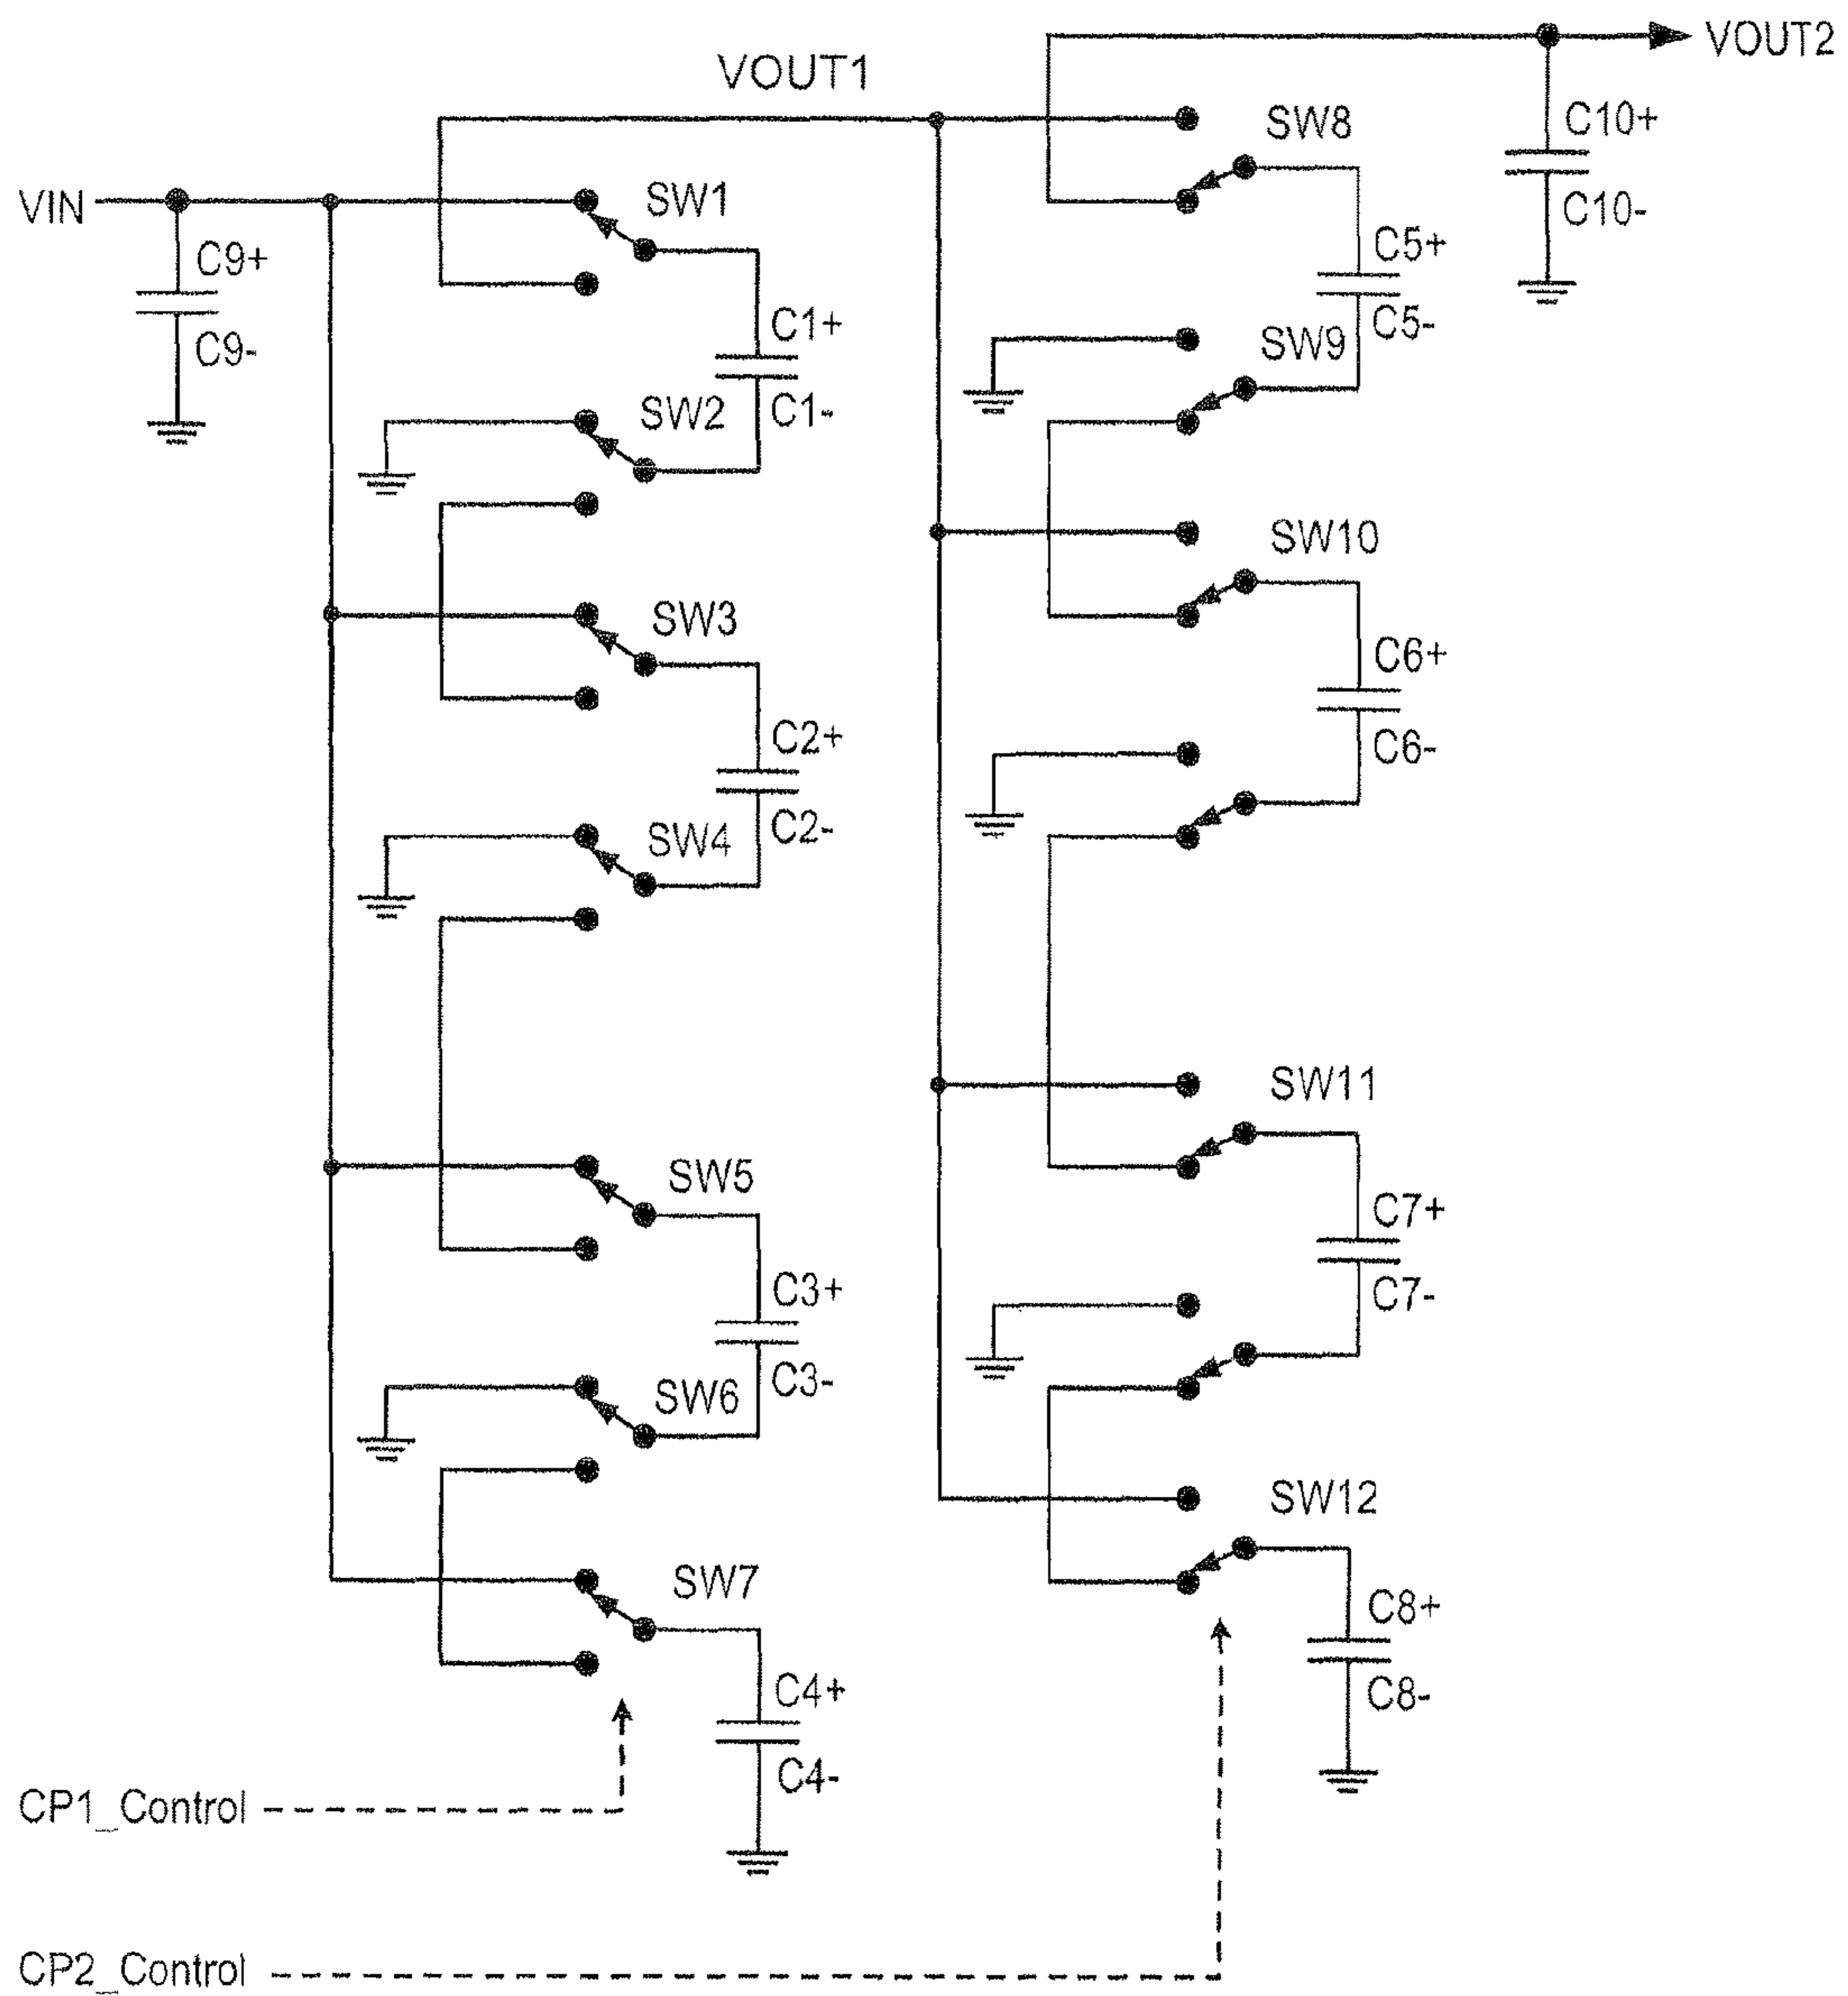 VOUT2
VOUT1
SW8
C10+
C10-
VIN
SW1
C9+
C9-
C5+
C5-
C1+
C1-
SW9
SW2
SW10
SW3
C6+
C6-
C2+
C2-
SW4
SW11
SW5
C7+
C7-
C3+
C3-
SW6
SW12
SW7
C8+
C8-
C4+
C4-
CP1_Control
CP2_Control